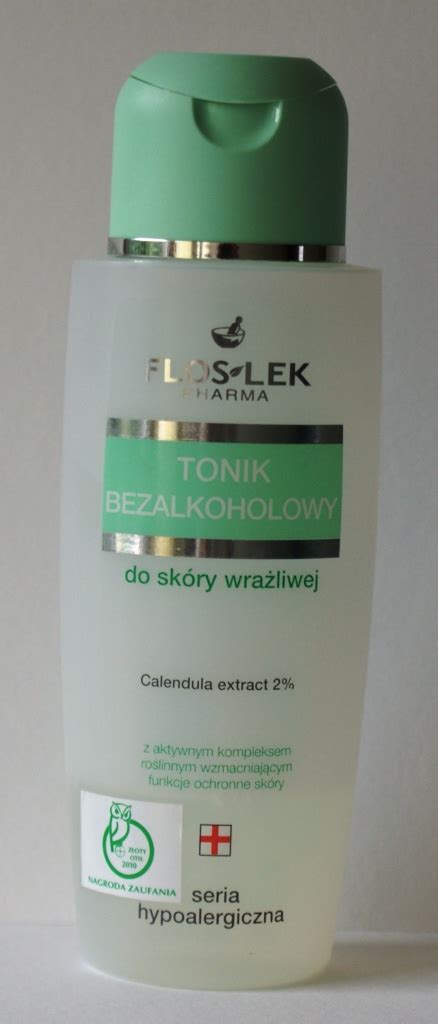 FLOS-LEK
PHARMA
TONIK
BEZALKOHOLOWY
do skóry wrażliwej
Calendula extract 2%
z aktywnym kompleksem
roślinnym wzmacniającym
funkcje ochronne skóry
ZŁOTY
OTIS
2010
NAGRODA ZAUFANIA
seria
hypoalergiczna